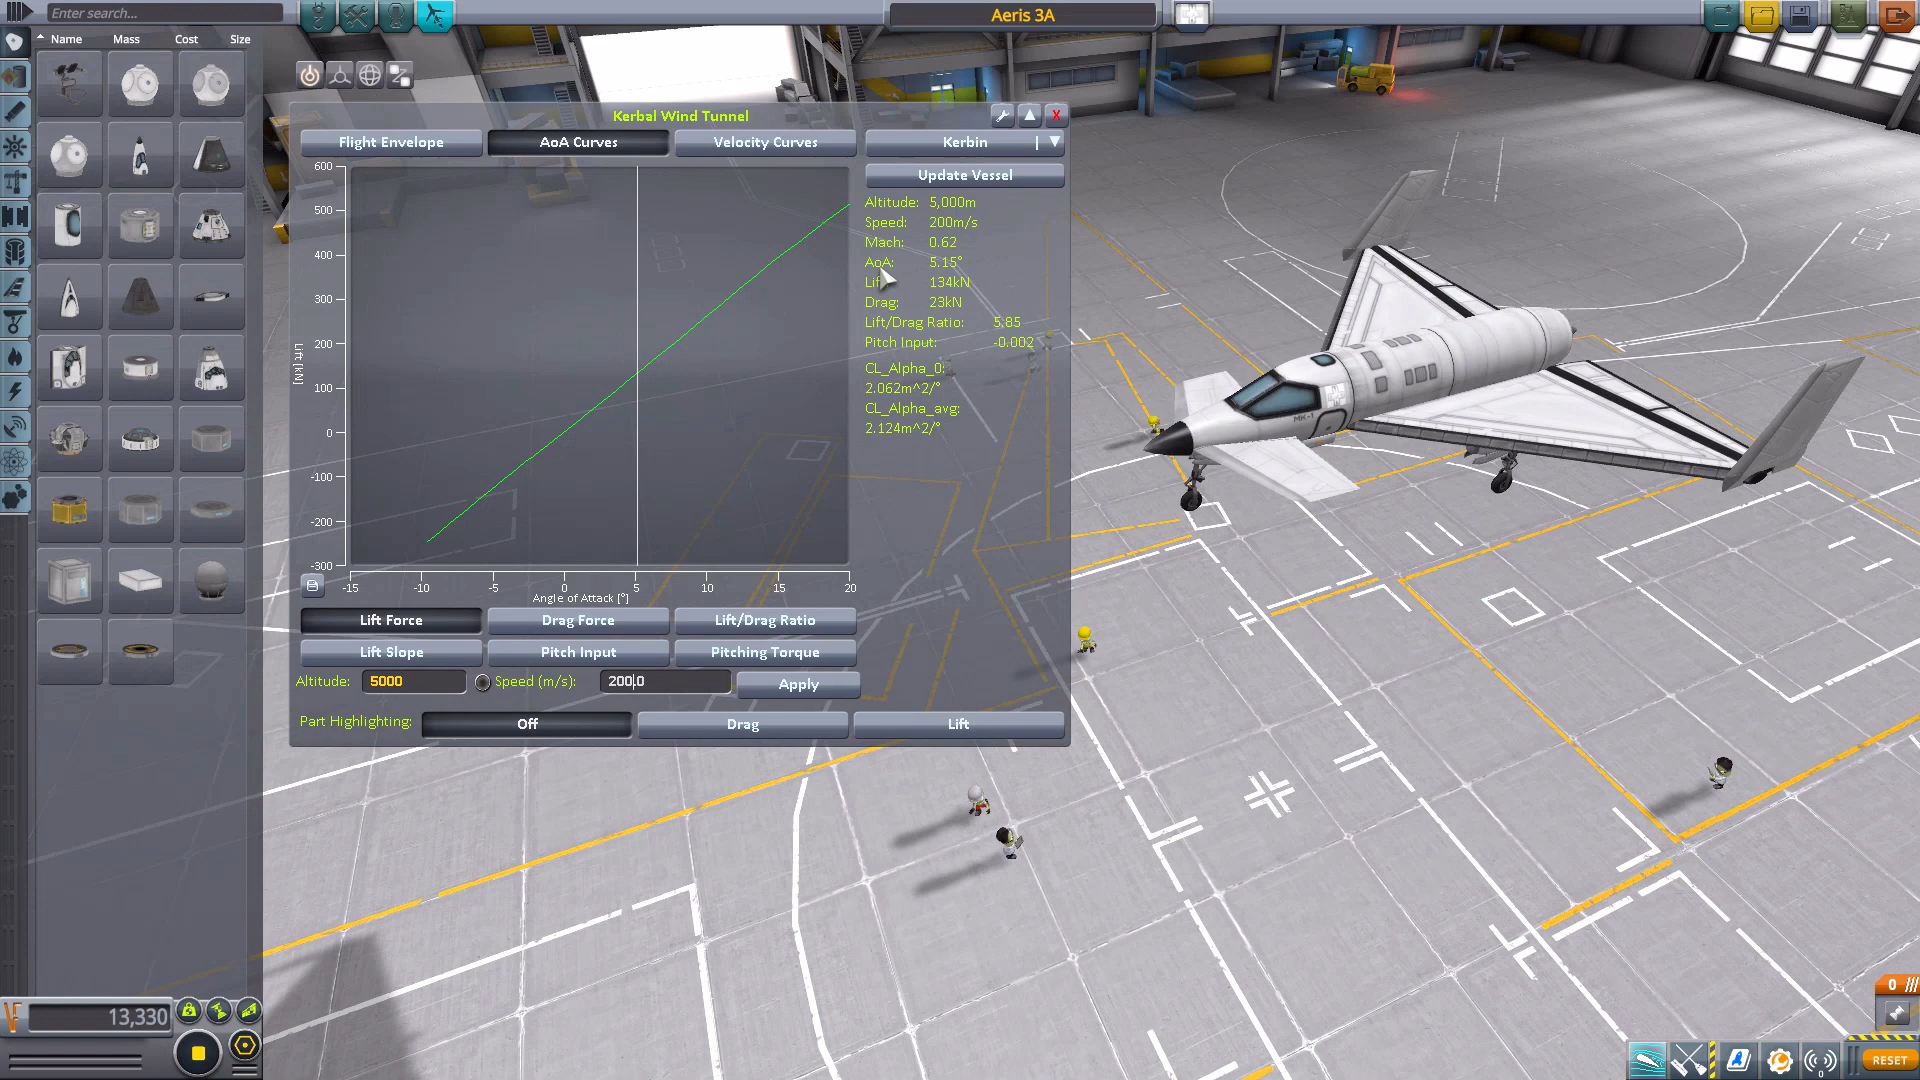 Enter search...
Aeris 3A
Name Mass Cost Size
Kerbal Wind Tunnel
X
Flight Envelope AoA Curves Velocity Curves Kerbin
Update Vessel
Altitude: 5,000m
Speed: 200m/s
Mach: 0.62
AoA: 5.15°
Lif 134kN
Drag: 23kN
Lift/Drag Ratio: 5.85
Pitch Input: -0.002
CL_Alpha_0:
2.062m^2/°
CL_Alpha_avg:
2.124m^2/°
600
500
400
300
200
100
0
-100
-200
-300
Lift [kN]
-15 -10 -5 0 5 10 15 20
Angle of Attack [°]
Lift Force Drag Force Lift/Drag Ratio
Lift Slope Pitch Input Pitching Torque
Altitude: 5000 Speed (m/s): 200.0 Apply
Part Highlighting: Off Drag Lift
MK-1
13,330
0
0
RESET